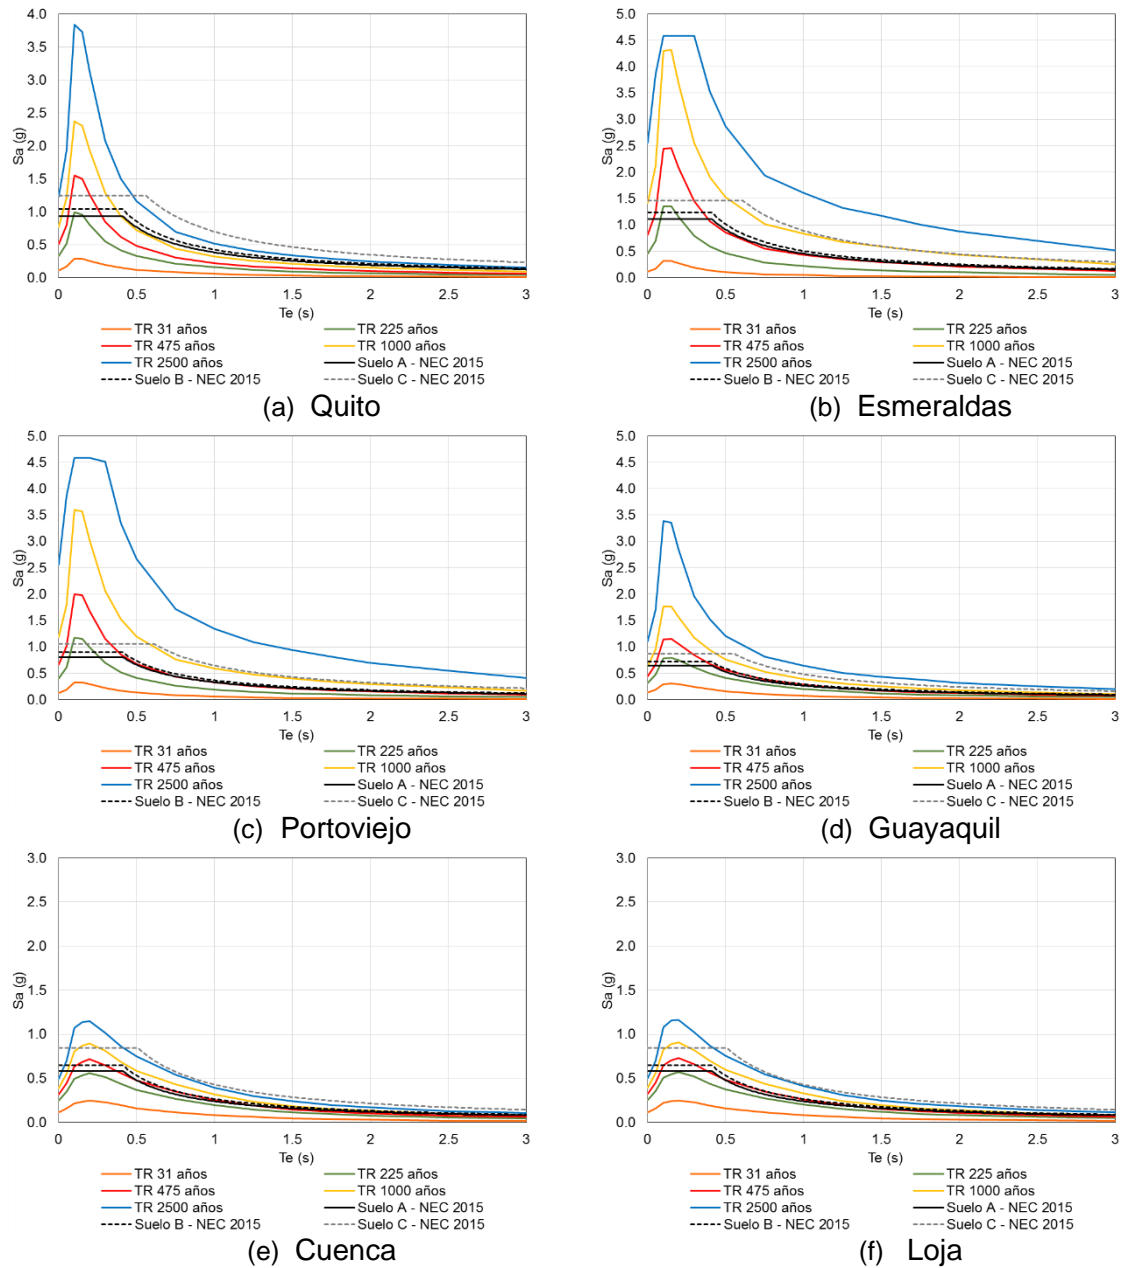 4.0
3.5
3.0
2.5
2.0
1.5
1.0
0.5
0.0
Sa (g)
0 0.5 1 1.5 2 2.5 3
Te (s)
TR 31 años TR 225 años
TR 475 años TR 1000 años
TR 2500 años Suelo A - NEC 2015
Suelo B - NEC 2015 Suelo C - NEC 2015
(a) Quito
5.0
4.5
4.0
3.5
3.0
2.5
2.0
1.5
1.0
0.5
0.0
Sa (g)
0 0.5 1 1.5 2 2.5 3
Te (s)
TR 31 años TR 225 años
TR 475 años TR 1000 años
TR 2500 años Suelo A - NEC 2015
Suelo B - NEC 2015 Suelo C - NEC 2015
(b) Esmeraldas
5.0
4.5
4.0
3.5
3.0
2.5
2.0
1.5
1.0
0.5
0.0
Sa (g)
0 0.5 1 1.5 2 2.5 3
Te (s)
TR 31 años TR 225 años
TR 475 años TR 1000 años
TR 2500 años Suelo A - NEC 2015
Suelo B - NEC 2015 Suelo C - NEC 2015
(c) Portoviejo
5.0
4.5
4.0
3.5
3.0
2.5
2.0
1.5
1.0
0.5
0.0
Sa (g)
0 0.5 1 1.5 2 2.5 3
Te (s)
TR 31 años TR 225 años
TR 475 años TR 1000 años
TR 2500 años Suelo A - NEC 2015
Suelo B - NEC 2015 Suelo C - NEC 2015
(d) Guayaquil
3.0
2.5
2.0
1.5
1.0
0.5
0.0
Sa (g)
0 0.5 1 1.5 2 2.5 3
Te (s)
TR 31 años TR 225 años
TR 475 años TR 1000 años
TR 2500 años Suelo A - NEC 2015
Suelo B - NEC 2015 Suelo C - NEC 2015
(e) Cuenca
3.0
2.5
2.0
1.5
1.0
0.5
0.0
Sa (g)
0 0.5 1 1.5 2 2.5 3
Te (s)
TR 31 años TR 225 años
TR 475 años TR 1000 años
TR 2500 años Suelo A - NEC 2015
Suelo B - NEC 2015 Suelo C - NEC 2015
(f) Loja